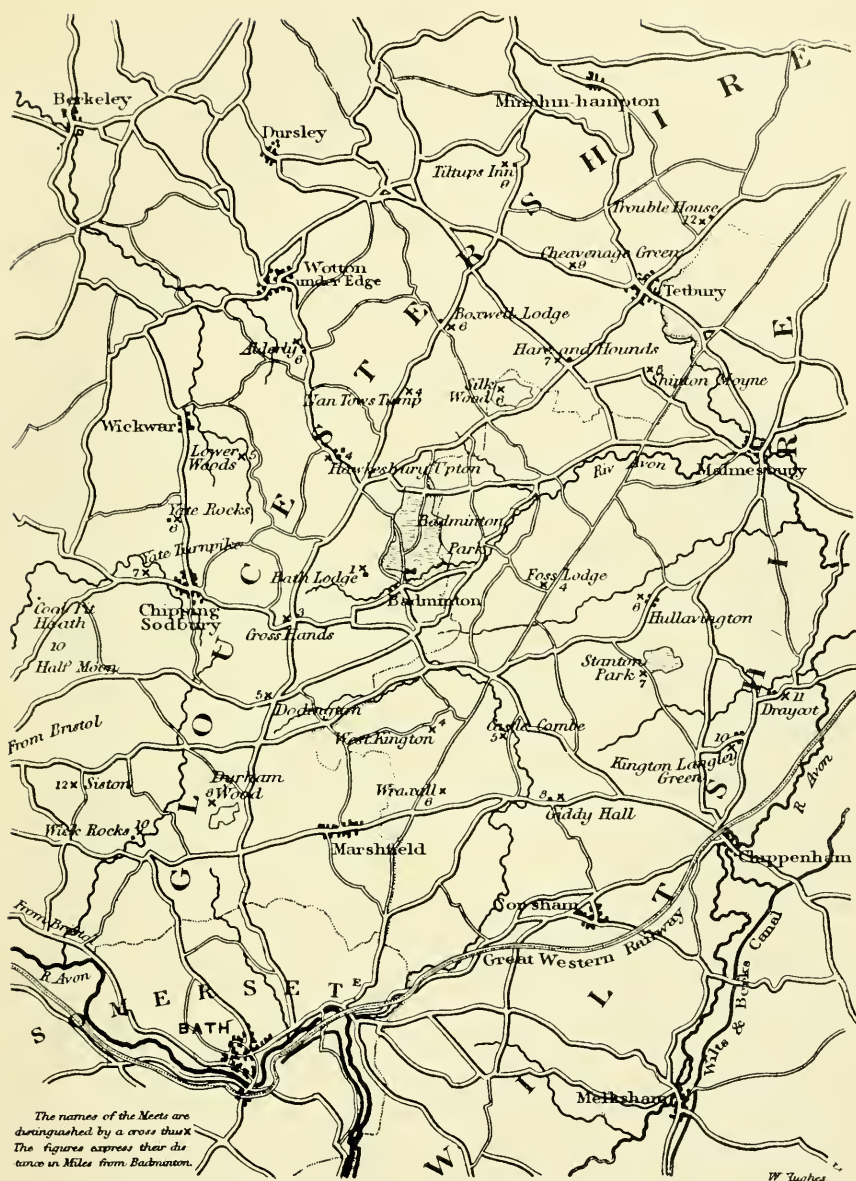 Berkeley
Minchin-hampton
Dursley
Tiltups Inn
9
Trouble House
12 x
Cheavenage Green
x 9
Wotton
under Edge
Tetbury
Boxwell Lodge
x 6
Alderly
6
Hare and Hounds
7
x 8
Shipton Moyne
Nan Tows Tump
x 4
Silk
Wood
6
Wickwar
Lower
Woods x 5
4
Hawkesbury Upton
Riv Avon
Malmesbury
Yate Rocks
6
Badminton
Park
Yate Turnpike
7 x
Bath Lodge
1 x
Foss Lodge
4
Chipping
Sodbury
Badminton
Coal Pit
Heath
10
x 3
Cross Hands
6
Hullavington
Half Moon
Stanton
Park x
7
5 x
Dodington
x 11
Draycot
From Bristol
West Kington x
Castle Combe
5 x
10
Kington Langley
Green
12 x Siston
Durham
Wood
8
Wraxall x
6
8 x
Giddy Hall
R Avon
Wick Rocks
10
Marshfield
Chippenham
Corsham
From Bristol
Great Western Railway
R Avon
Wilts & Berks Canal
GLOUCESTERSHIRE
SOMERSET E
BATH
WILTSHIRE
Melksham
The names of the Meets are
distinguished by a cross thus x
The figures express their dis
tance in Miles from Badminton.
W Hughes